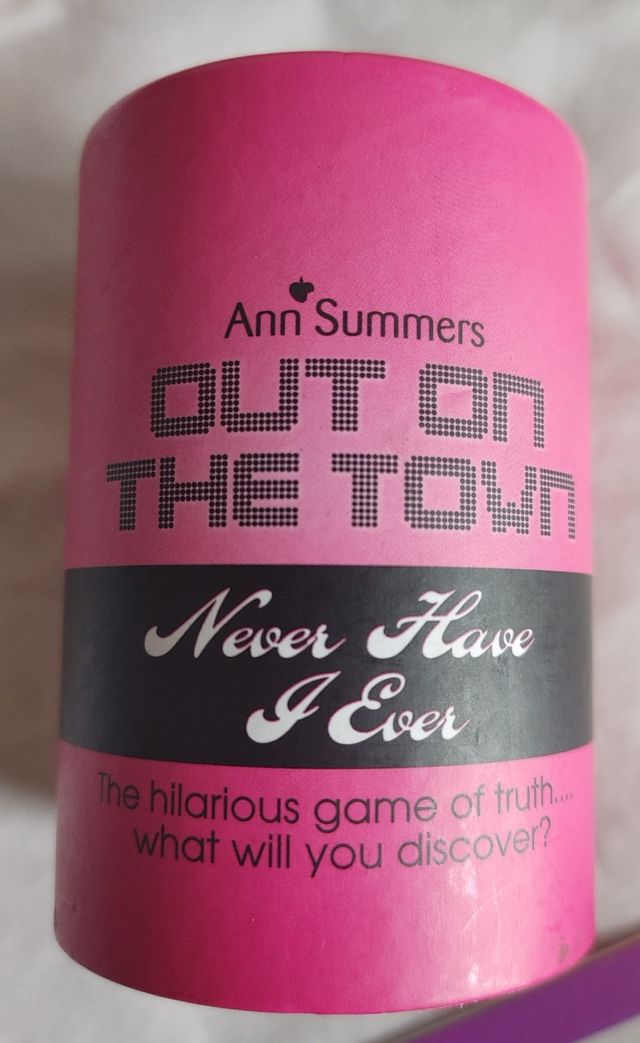 Ann Summers
OUT ON
THE TOWN
Never Have
I Ever
The hilarious game of truth....
what will you discover?